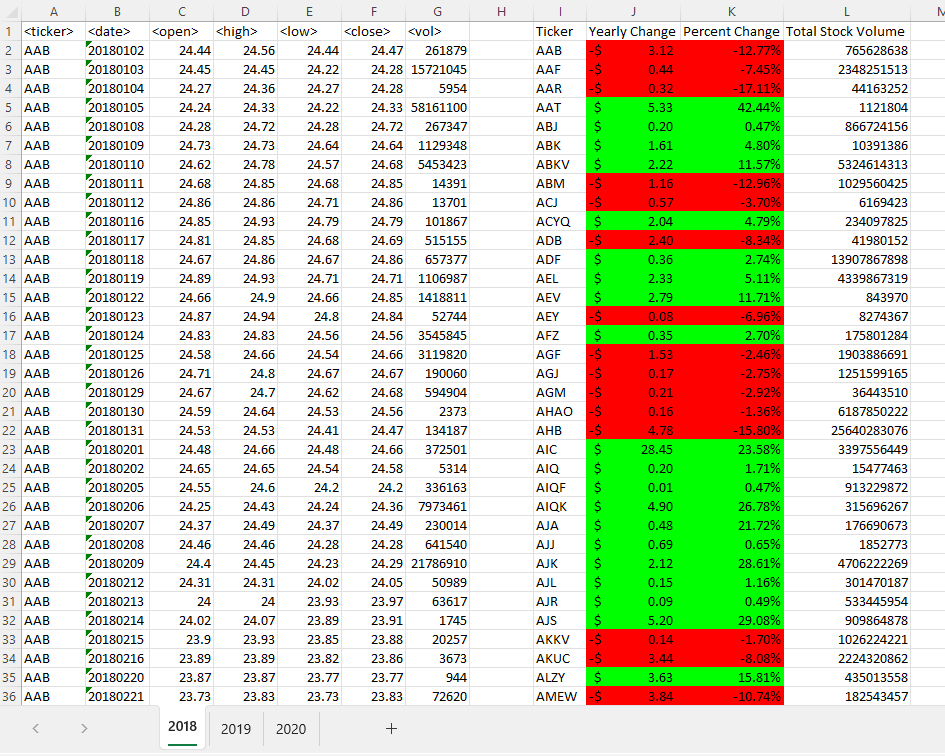 A B C D E F G H I J K L M
1 <ticker> <date> <open> <high> <low> <close> <vol> Ticker Yearly Change Percent Change Total Stock Volume
2 AAB 20180102 24.44 24.56 24.44 24.47 261879 AAB -$ 3.12 -12.77% 765628638
3 AAB 20180103 24.45 24.45 24.22 24.28 15721045 AAF -$ 0.44 -7.45% 2348251513
4 AAB 20180104 24.27 24.36 24.27 24.28 5954 AAR -$ 0.32 -17.11% 44163252
5 AAB 20180105 24.24 24.33 24.22 24.33 58161100 AAT $ 5.33 42.44% 1121804
6 AAB 20180108 24.28 24.72 24.28 24.72 267347 ABJ $ 0.20 0.47% 866724156
7 AAB 20180109 24.73 24.73 24.64 24.64 1129348 ABK $ 1.61 4.80% 10391386
8 AAB 20180110 24.62 24.78 24.57 24.68 5453423 ABKV $ 2.22 11.57% 5324614313
9 AAB 20180111 24.68 24.85 24.68 24.85 14391 ABM -$ 1.16 -12.96% 1029560425
10 AAB 20180112 24.86 24.86 24.71 24.86 13701 ACJ -$ 0.57 -3.70% 6169423
11 AAB 20180116 24.85 24.93 24.79 24.79 101867 ACYQ $ 2.04 4.79% 234097825
12 AAB 20180117 24.81 24.85 24.68 24.69 515155 ADB -$ 2.40 -8.34% 41980152
13 AAB 20180118 24.67 24.86 24.67 24.86 657377 ADF $ 0.36 2.74% 13907867898
14 AAB 20180119 24.89 24.93 24.71 24.71 1106987 AEL $ 2.33 5.11% 4339867319
15 AAB 20180122 24.66 24.9 24.66 24.85 1418811 AEV $ 2.79 11.71% 843970
16 AAB 20180123 24.87 24.94 24.8 24.84 52744 AEY -$ 0.08 -6.96% 8274367
17 AAB 20180124 24.83 24.83 24.56 24.56 3545845 AFZ $ 0.35 2.70% 175801284
18 AAB 20180125 24.58 24.66 24.54 24.66 3119820 AGF -$ 1.53 -2.46% 1903886691
19 AAB 20180126 24.71 24.8 24.67 24.67 190060 AGJ -$ 0.17 -2.75% 1251599165
20 AAB 20180129 24.67 24.7 24.62 24.68 594904 AGM -$ 0.21 -2.92% 36443510
21 AAB 20180130 24.59 24.64 24.53 24.56 2373 AHAO -$ 0.16 -1.36% 6187850222
22 AAB 20180131 24.53 24.53 24.41 24.47 134187 AHB -$ 4.78 -15.80% 25640283076
23 AAB 20180201 24.48 24.66 24.48 24.66 372501 AIC $ 28.45 23.58% 3397556449
24 AAB 20180202 24.65 24.65 24.54 24.58 5314 AIQ $ 0.20 1.71% 15477463
25 AAB 20180205 24.55 24.6 24.2 24.2 336163 AIQF $ 0.01 0.47% 913229872
26 AAB 20180206 24.25 24.43 24.24 24.36 7973461 AIQK $ 4.90 26.78% 315696267
27 AAB 20180207 24.37 24.49 24.37 24.49 230014 AJA $ 0.48 21.72% 176690673
28 AAB 20180208 24.46 24.46 24.28 24.28 641540 AJJ $ 0.69 0.65% 1852773
29 AAB 20180209 24.4 24.45 24.23 24.29 21786910 AJK $ 2.12 28.61% 4706222269
30 AAB 20180212 24.31 24.31 24.02 24.05 50989 AJL $ 0.15 1.16% 301470187
31 AAB 20180213 24 24 23.93 23.97 63617 AJR $ 0.09 0.49% 533445954
32 AAB 20180214 24.02 24.07 23.89 23.91 1745 AJS $ 5.20 29.08% 909864878
33 AAB 20180215 23.9 23.93 23.85 23.88 20257 AKKV -$ 0.14 -1.70% 1026224221
34 AAB 20180216 23.89 23.89 23.82 23.86 3673 AKUC -$ 3.44 -8.08% 2224320862
35 AAB 20180220 23.87 23.87 23.77 23.77 944 ALZY $ 3.63 15.81% 435013558
36 AAB 20180221 23.73 23.83 23.73 23.83 72620 AMEW -$ 3.84 -10.74% 182543457
2018 2019 2020 +